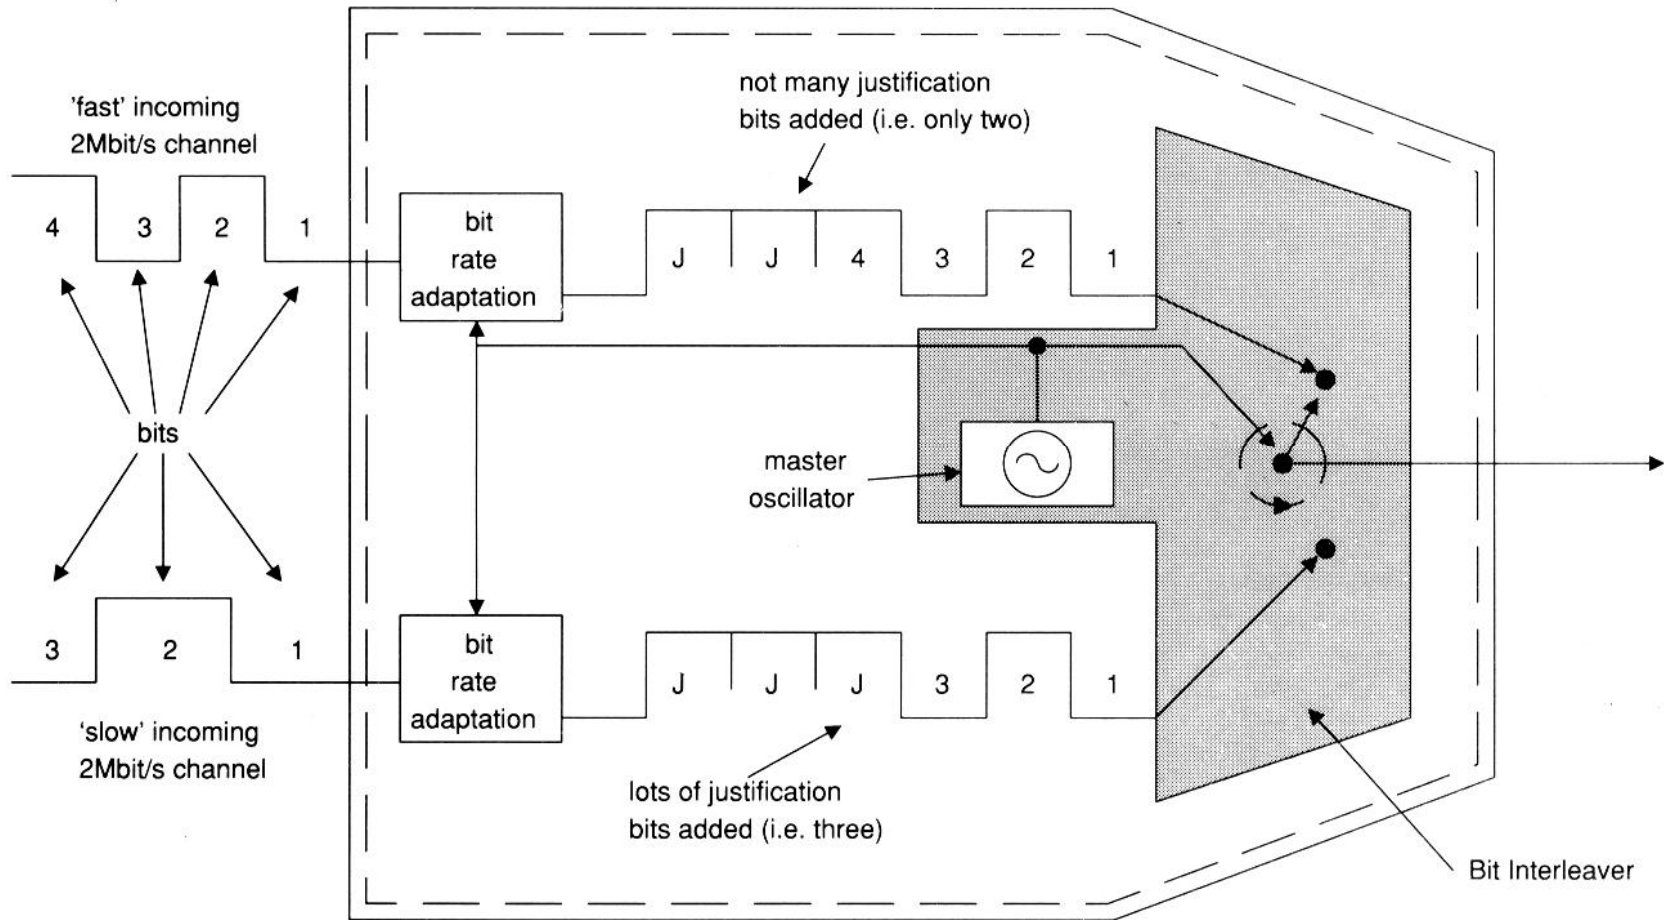 'fast' incoming
2Mbit/s channel
not many justification
bits added (i.e. only two)
4 3 2 1
bit
rate
adaptation
J J 4 3 2 1
bits
master
oscillator
3 2 1
bit
rate
adaptation
J J J 3 2 1
'slow' incoming
2Mbit/s channel
lots of justification
bits added (i.e. three)
Bit Interleaver